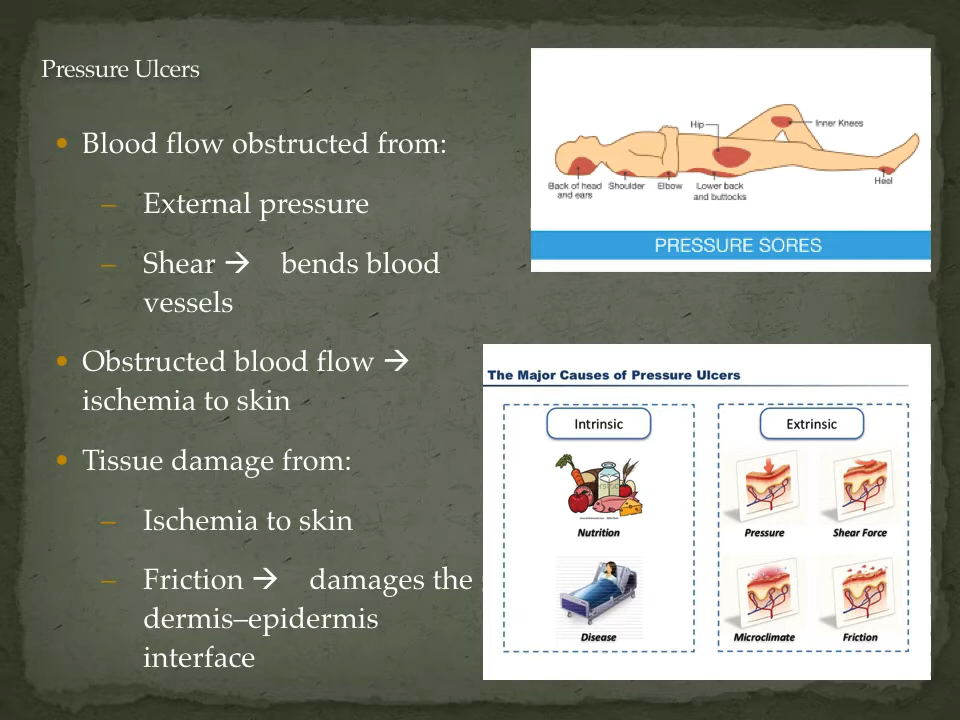 Pressure Ulcers
• Blood flow obstructed from:
– External pressure
– Shear → bends blood
vessels
• Obstructed blood flow →
ischemia to skin
• Tissue damage from:
– Ischemia to skin
– Friction → damages the
dermis–epidermis
interface
Hip
Inner Knees
Back of head
and ears
Shoulder
Elbow
Lower back
and buttocks
Heel
PRESSURE SORES
The Major Causes of Pressure Ulcers
Intrinsic
Nutrition
Disease
Extrinsic
Pressure
Shear Force
Microclimate
Friction